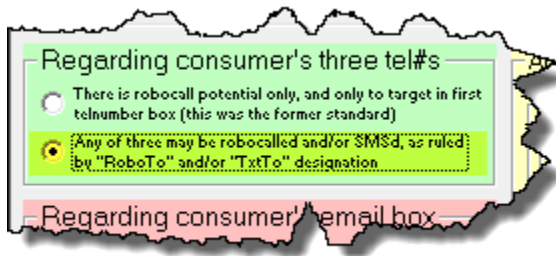 Regarding consumer's three tel#s
There is robocall potential only, and only to target in first
telnumber box (this was the former standard)
Any of three may be robocalled and/or SMSd, as ruled
by "RoboTo" and/or "TxtTo" designation
Regarding consumer' email box